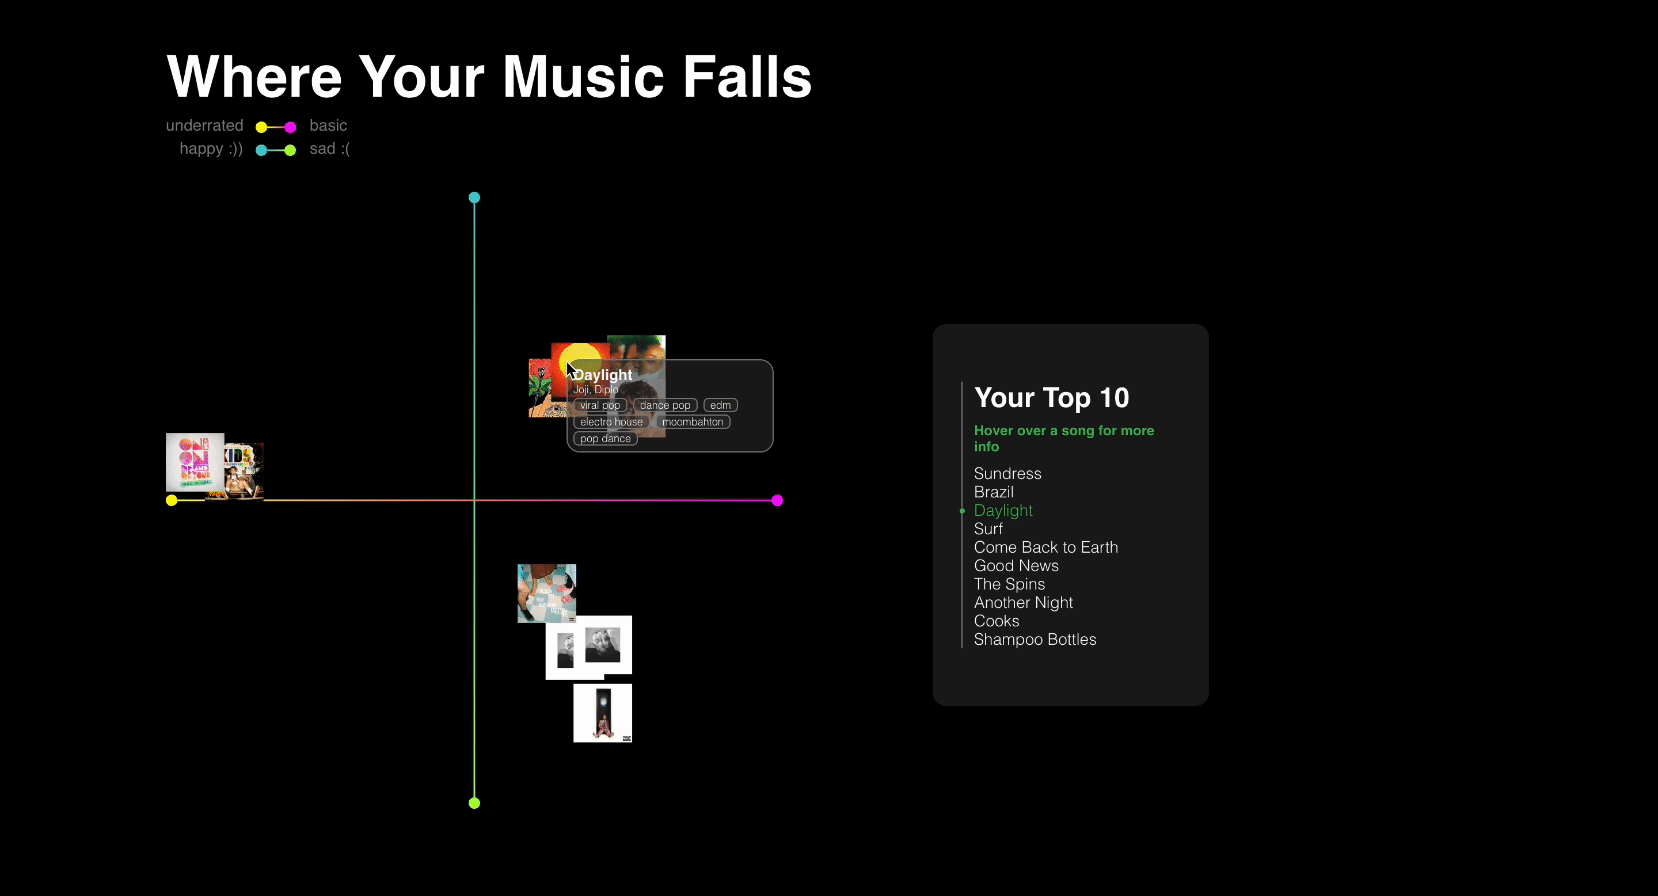 Where Your Music Falls
underrated basic
happy :)) sad :(
Daylight
Joji, Diplo
viral pop dance pop edm
electro house moombahton
pop dance
KIDS
Your Top 10
Hover over a song for more
info
Sundress
Brazil
Daylight
Surf
Come Back to Earth
Good News
The Spins
Another Night
Cooks
Shampoo Bottles